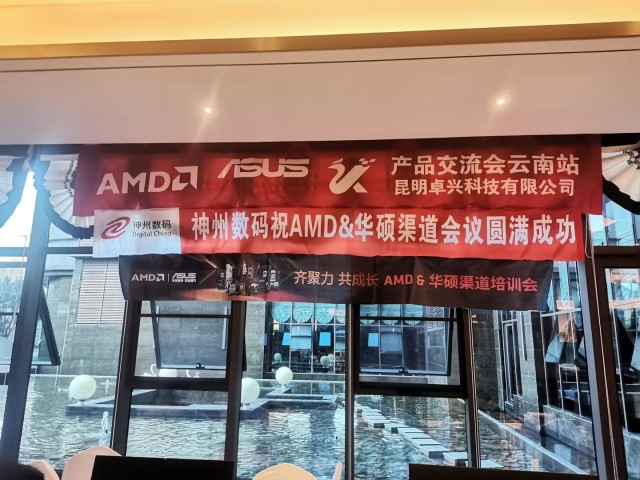 AMD ASUS 产品交流会云南站
昆明卓兴科技有限公司
神州数码
Digital China
神州数码祝AMD&华硕渠道会议圆满成功
AMD ASUS 齐聚力 共成长 AMD & 华硕渠道培训会